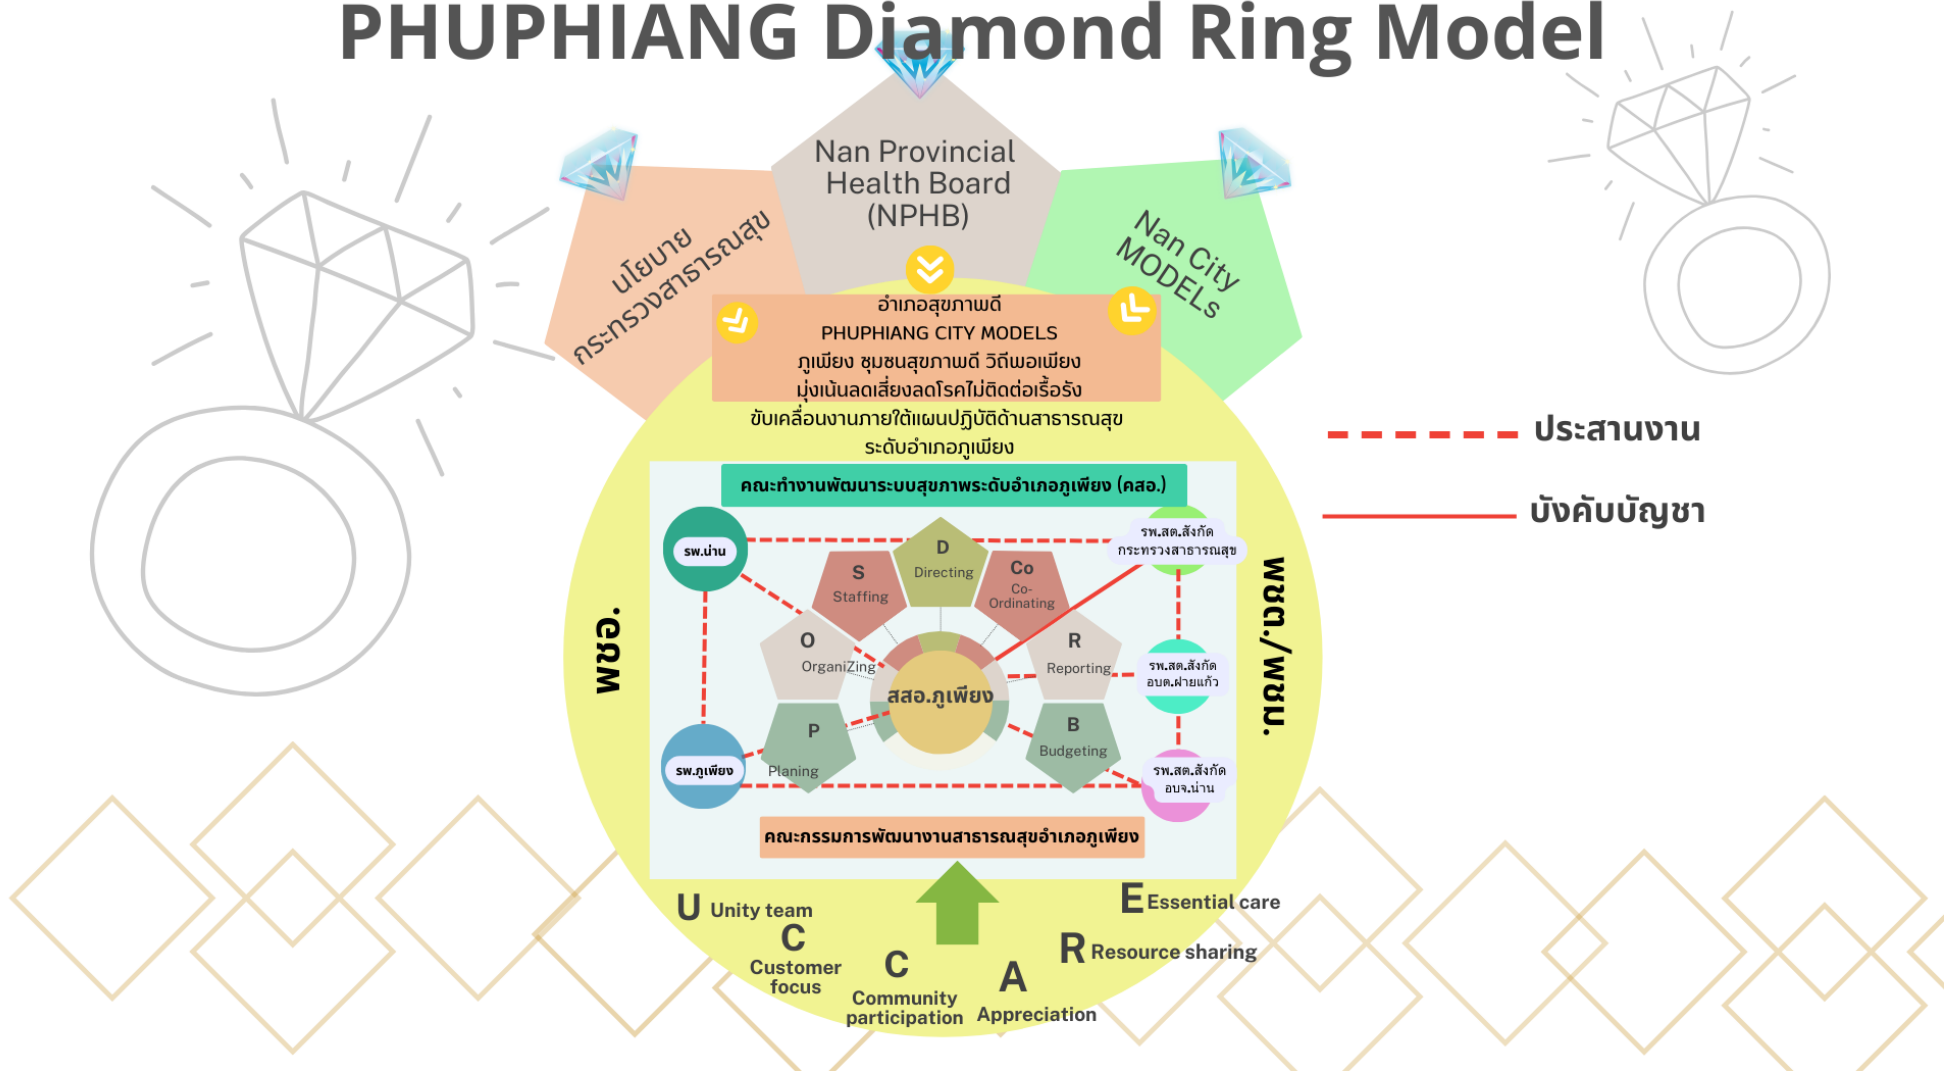 PHUPHIANG Diamond Ring Model
Nan Provincial
Health Board
(NPHB)
นโยบาย
กระทรวงสาธารณสุข
Nan City
MODELs
อำเภอสุขภาพดี
PHUPHIANG CITY MODELS
ภูเพียง ชุมชนสุขภาพดี วิถีพอเพียง
มุ่งเน้นลดเสี่ยงลดโรคไม่ติดต่อเรื้อรัง
ขับเคลื่อนงานภายใต้แผนปฏิบัติด้านสาธารณสุข
ระดับอำเภอภูเพียง
ประสานงาน
บังคับบัญชา
คณะทำงานพัฒนาระบบสุขภาพระดับอำเภอภูเพียง (คสอ.)
รพ.น่าน
รพ.สต.สังกัด
กระทรวงสาธารณสุข
D
Directing
S
Staffing
Co
Co-
Ordinating
O
OrganiZing
R
Reporting
รพ.สต.สังกัด
อบต.ฝายแก้ว
สสอ.ภูเพียง
P
Planing
B
Budgeting
รพ.ภูเพียง
รพ.สต.สังกัด
อบจ.น่าน
พชอ.
พชต./พชม.
คณะกรรมการพัฒนางานสาธารณสุขอำเภอภูเพียง
U Unity team
C
Customer
focus
C
Community
participation
A
Appreciation
R Resource sharing
E Essential care